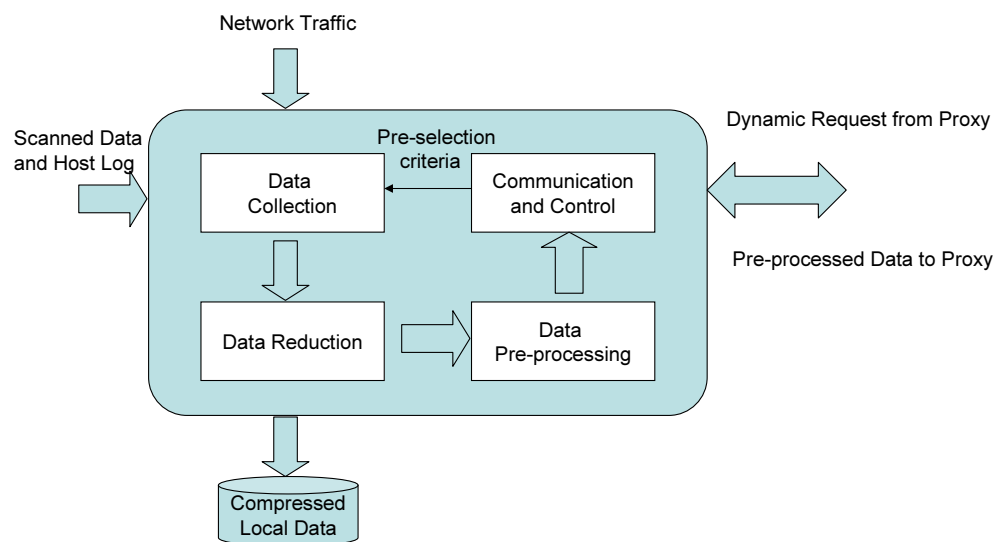 Network Traffic
Scanned Data
and Host Log
Pre-selection
criteria
Dynamic Request from Proxy
Data
Collection
Communication
and Control
Pre-processed Data to Proxy
Data Reduction
Data
Pre-processing
Compressed
Local Data